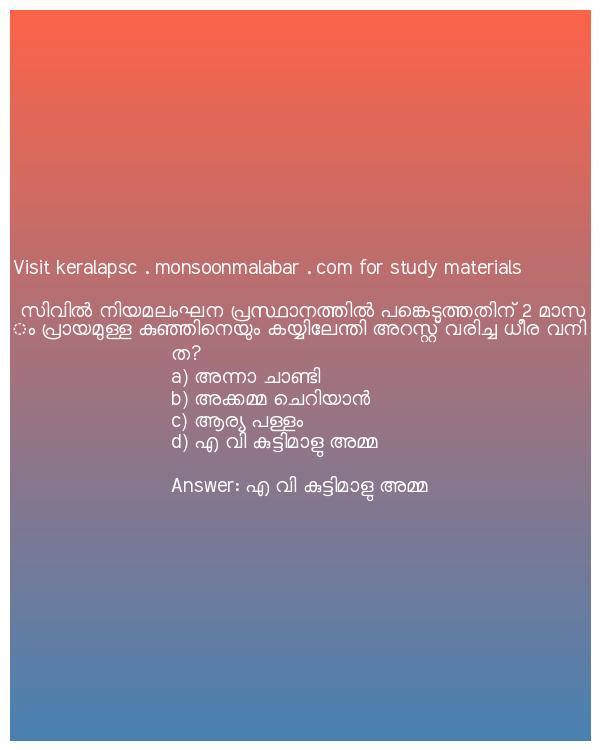 Visit keralapsc . monsoonmalabar . com for study materials
സിവിൽ നിയമലംഘന പ്രസ്ഥാനത്തിൽ പങ്കെടുത്തതിന് 2 മാസ
ം പ്രായമുള്ള കുഞ്ഞിനെയും കയ്യിലേന്തി അറസ്റ്റ് വരിച്ച ധീര വനി
ത?
a) അന്നാ ചാണ്ടി
b) അക്കമ്മ ചെറിയാൻ
c) ആര്യ പള്ളം
d) എ വി കുട്ടിമാളു അമ്മ
Answer: എ വി കുട്ടിമാളു അമ്മ